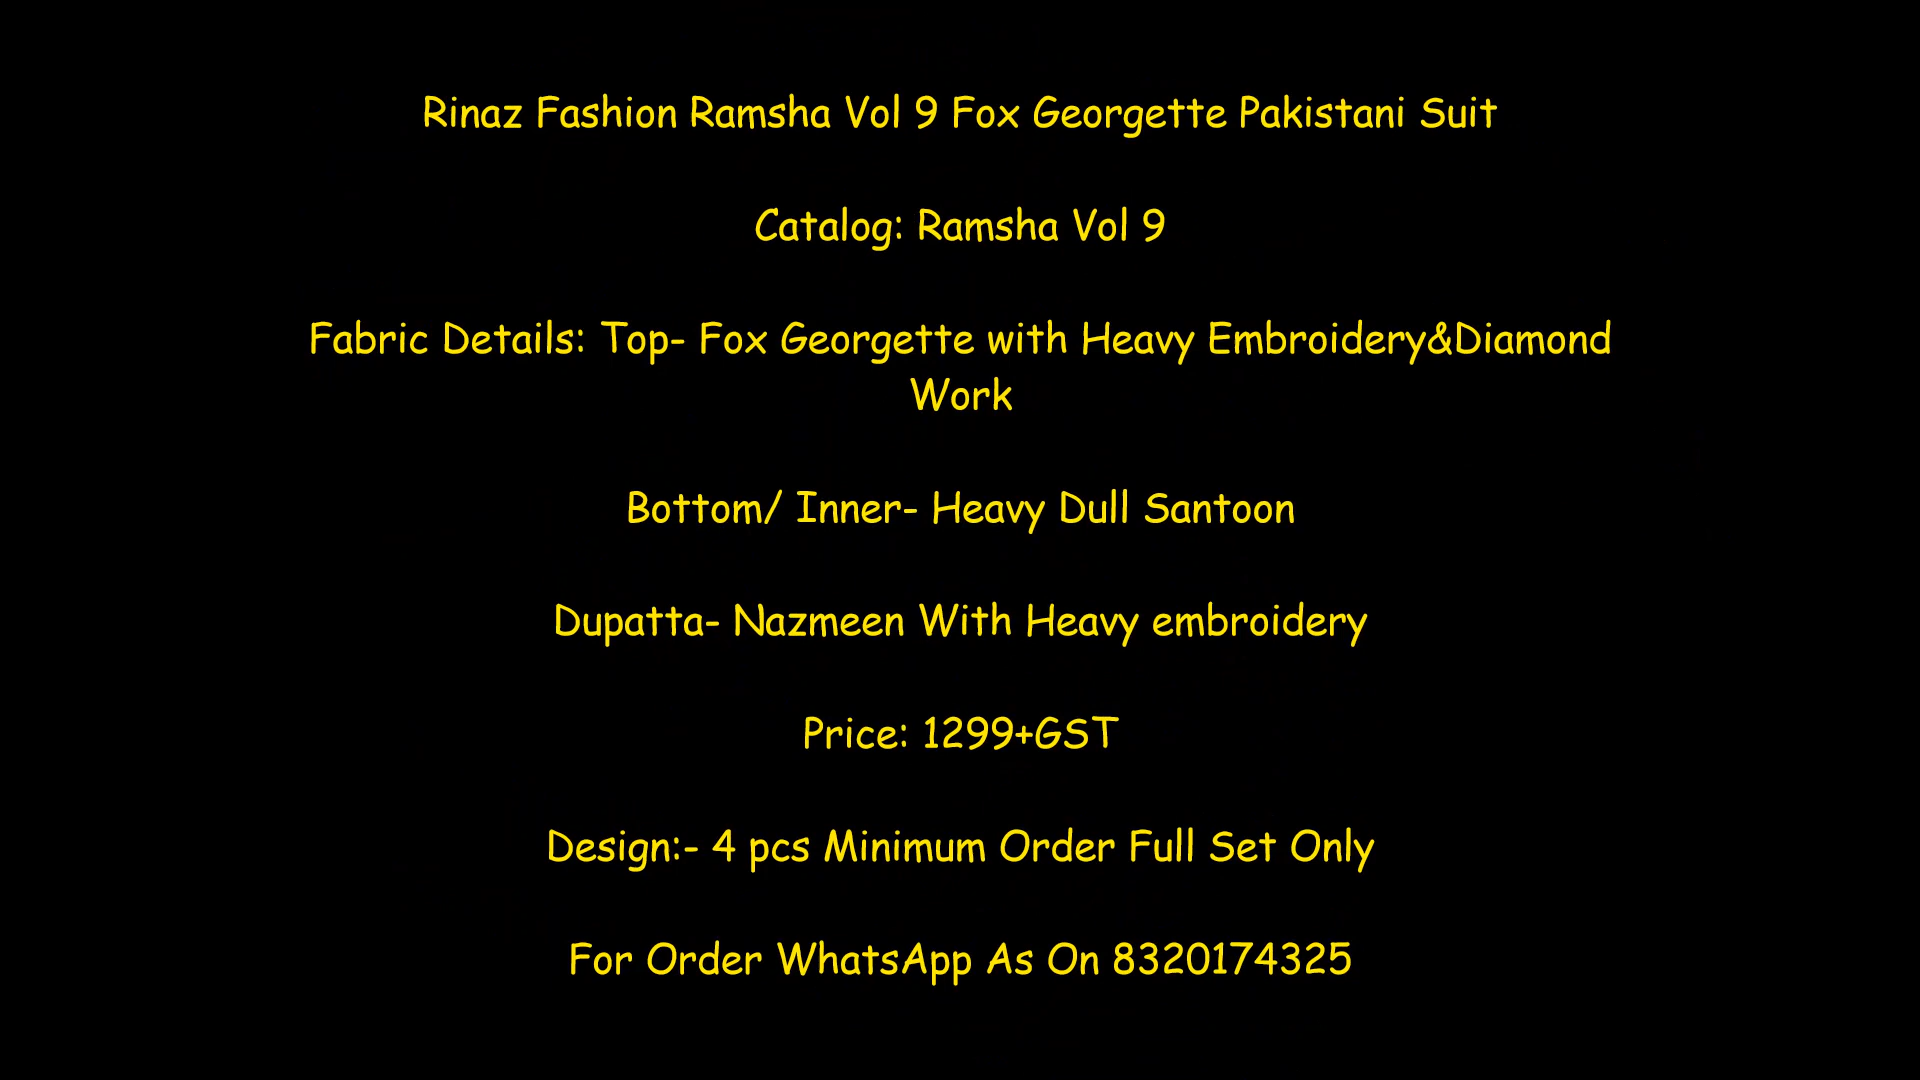 Rinaz Fashion Ramsha Vol 9 Fox Georgette Pakistani Suit
Catalog: Ramsha Vol 9
Fabric Details: Top- Fox Georgette with Heavy Embroidery&Diamond
Work
Bottom/ Inner- Heavy Dull Santoon
Dupatta- Nazmeen With Heavy embroidery
Price: 1299+GST
Design:- 4 pcs Minimum Order Full Set Only
For Order WhatsApp As On 8320174325